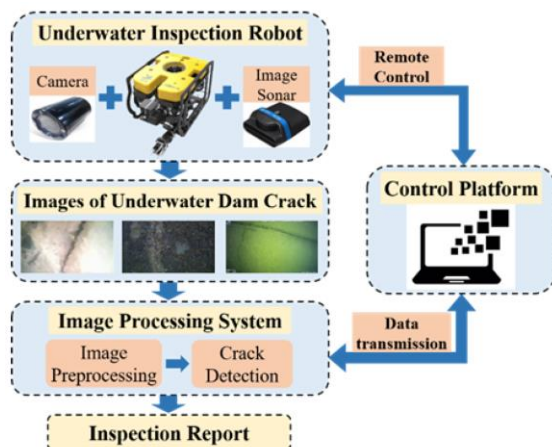 Underwater Inspection Robot
Camera
Image
Sonar
Remote
Control
Images of Underwater Dam Crack
Control Platform
Image Processing System
Image
Preprocessing
Crack
Detection
Data
transmission
Inspection Report